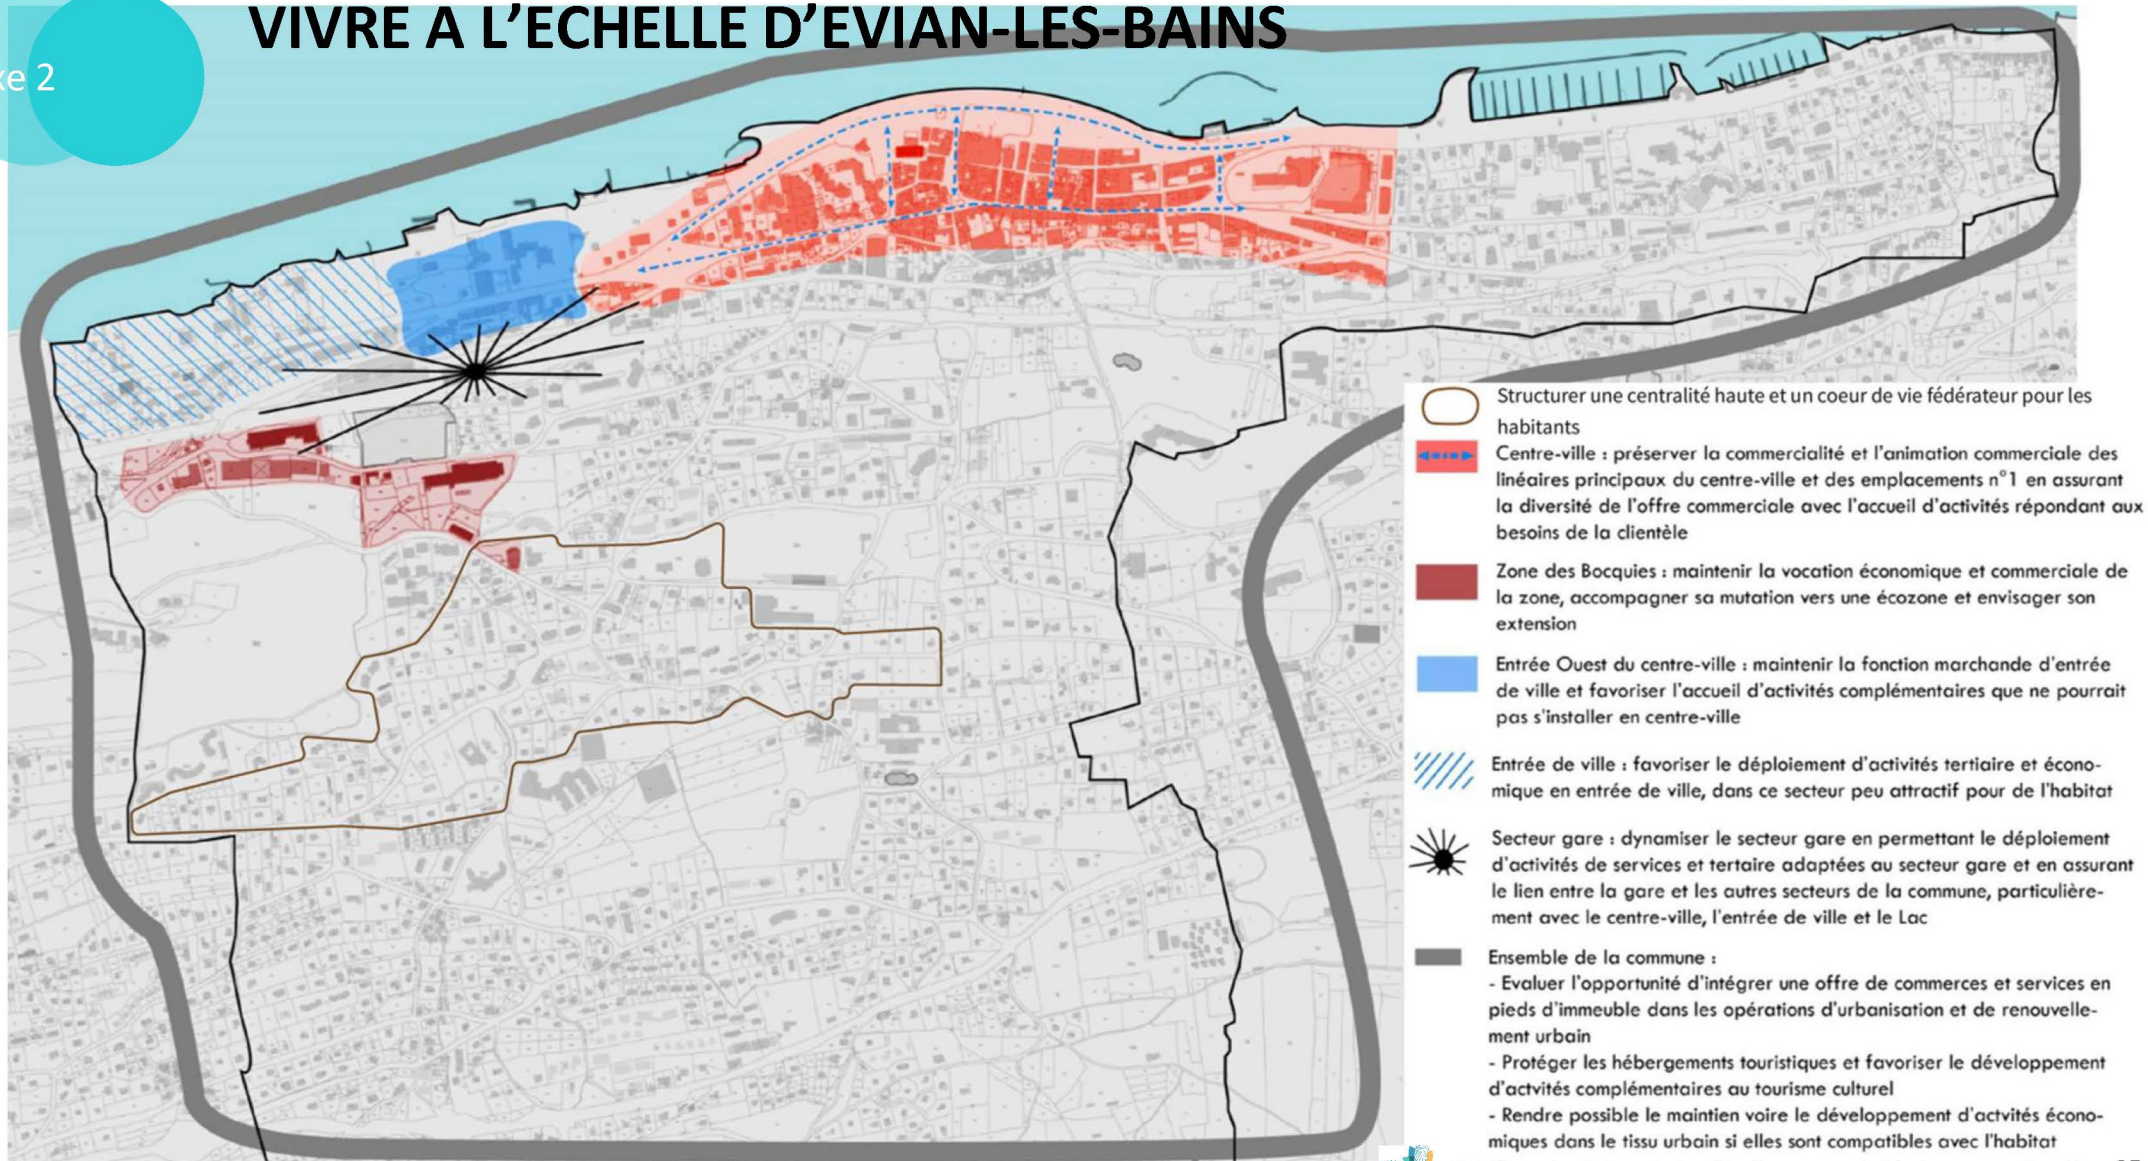 VIVRE A L’ECHELLE D’EVIAN-LES-BAINS
xe 2
Structurer une centralité haute et un coeur de vie fédérateur pour les
habitants
Centre-ville : préserver la commercialité et l'animation commerciale des
linéaires principaux du centre-ville et des emplacements n°1 en assurant
la diversité de l'offre commerciale avec l'accueil d'activités répondant aux
besoins de la clientèle
Zone des Bocquies : maintenir la vocation économique et commerciale de
la zone, accompagner sa mutation vers une écozone et envisager son
extension
Entrée Ouest du centre-ville : maintenir la fonction marchande d'entrée
de ville et favoriser l'accueil d'activités complémentaires que ne pourrait
pas s'installer en centre-ville
Entrée de ville : favoriser le déploiement d'activités tertiaire et écono-
mique en entrée de ville, dans ce secteur peu attractif pour de l'habitat
Secteur gare : dynamiser le secteur gare en permettant le déploiement
d'activités de services et tertaire adaptées au secteur gare et en assurant
le lien entre la gare et les autres secteurs de la commune, particulière-
ment avec le centre-ville, l'entrée de ville et le Lac
Ensemble de la commune :
- Evaluer l'opportunité d'intégrer une offre de commerces et services en
pieds d'immeuble dans les opérations d'urbanisation et de renouvelle-
ment urbain
- Protéger les hébergements touristiques et favoriser le développement
d'actvités complémentaires au tourisme culturel
- Rendre possible le maintien voire le développement d'actvités écono-
miques dans le tissu urbain si elles sont compatibles avec l'habitat